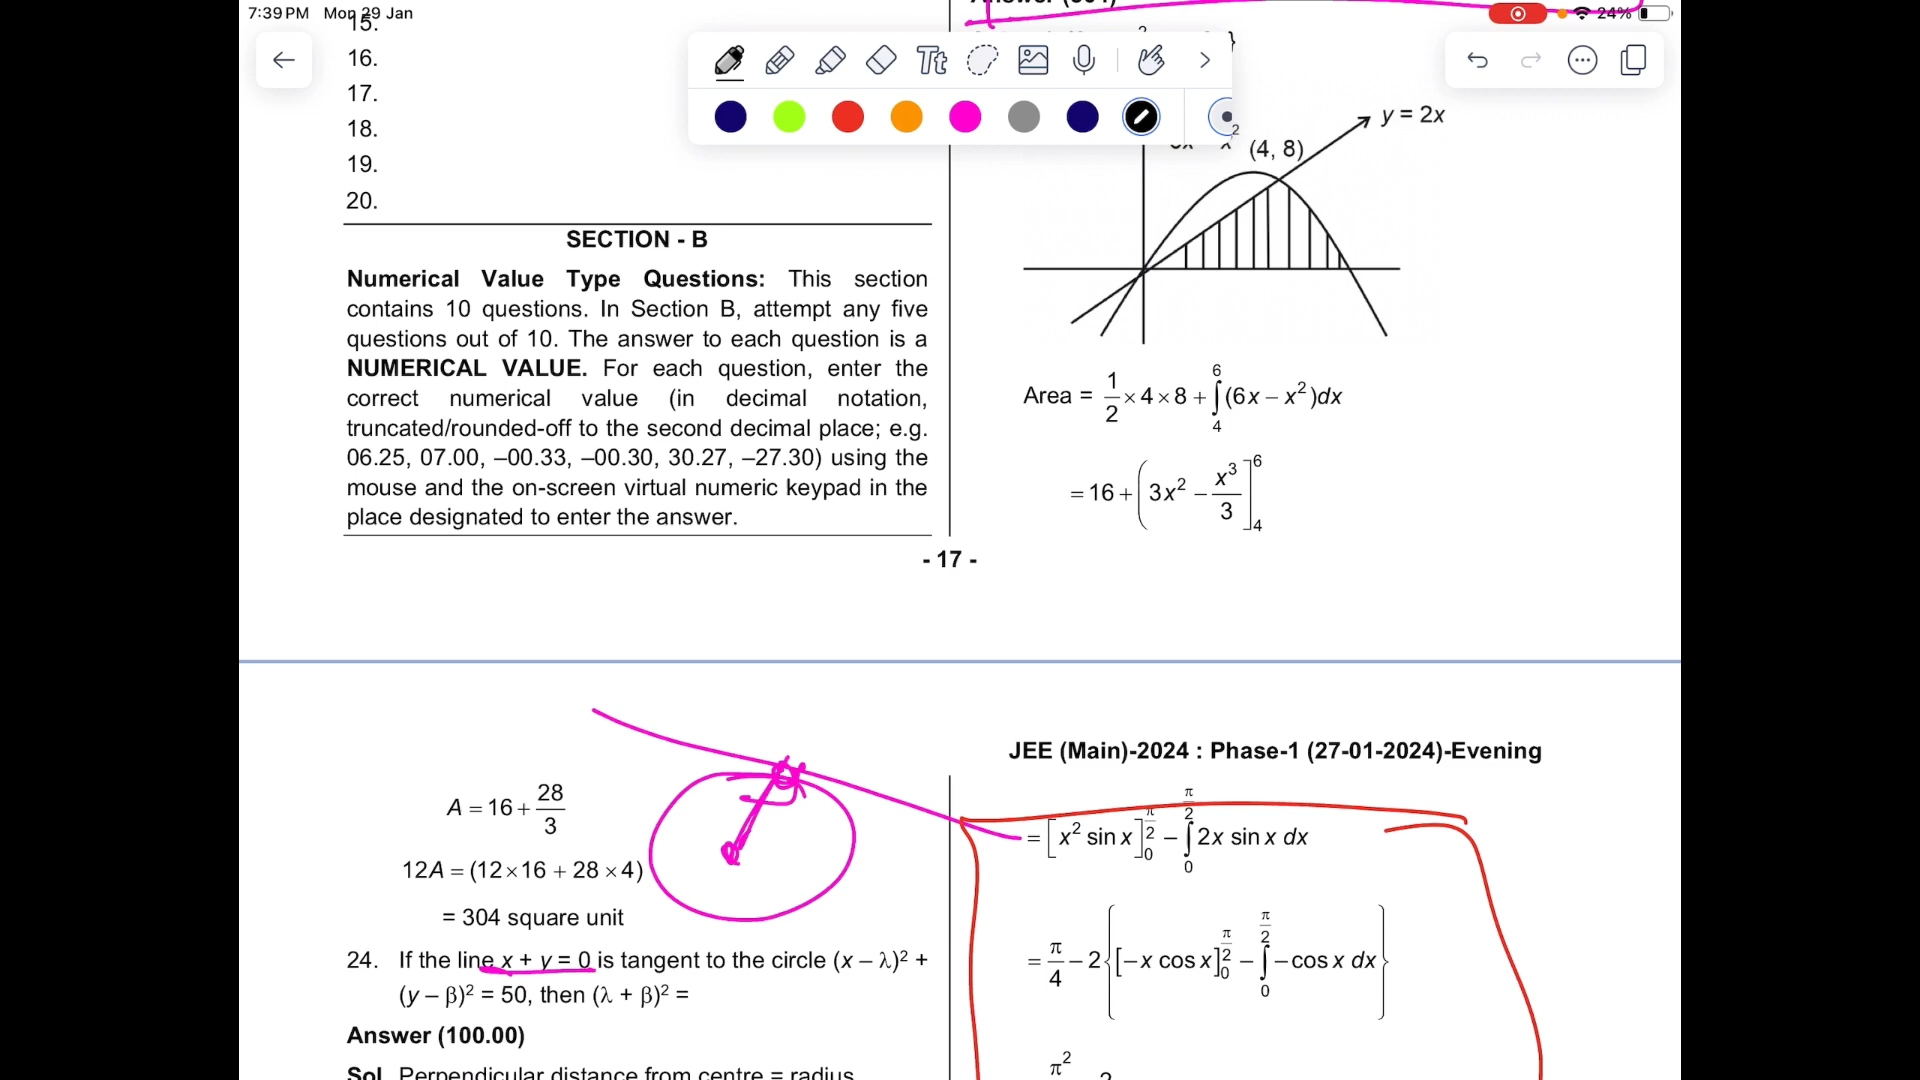 7:39 PM Mon 29 Jan
24%
15.
16.
17.
18.
19.
20.
SECTION - B
Numerical Value Type Questions: This section
contains 10 questions. In Section B, attempt any five
questions out of 10. The answer to each question is a
NUMERICAL VALUE. For each question, enter the
correct numerical value (in decimal notation,
truncated/rounded-off to the second decimal place; e.g.
06.25, 07.00, –00.33, –00.30, 30.27, –27.30) using the
mouse and the on-screen virtual numeric keypad in the
place designated to enter the answer.
Tt
y = 2x
(4, 8)
Area = 1/2 × 4 × 8 + ∫₄⁶ (6x – x²)dx
= 16 + (3x² – x³/3]₄⁶
- 17 -
A = 16 + 28/3
12A = (12×16 + 28 ×4)
= 304 square unit
24. If the line x + y = 0 is tangent to the circle (x – λ)² +
(y – β)² = 50, then (λ + β)² =
Answer (100.00)
Sol. Perpendicular distance from centre = radius
JEE (Main)-2024 : Phase-1 (27-01-2024)-Evening
= [x² sin x]₀^(π/2) – ∫₀^(π/2) 2x sin x dx
= π/4 – 2{[–x cos x]₀^(π/2) – ∫₀^(π/2) –cos x dx}
π²
2